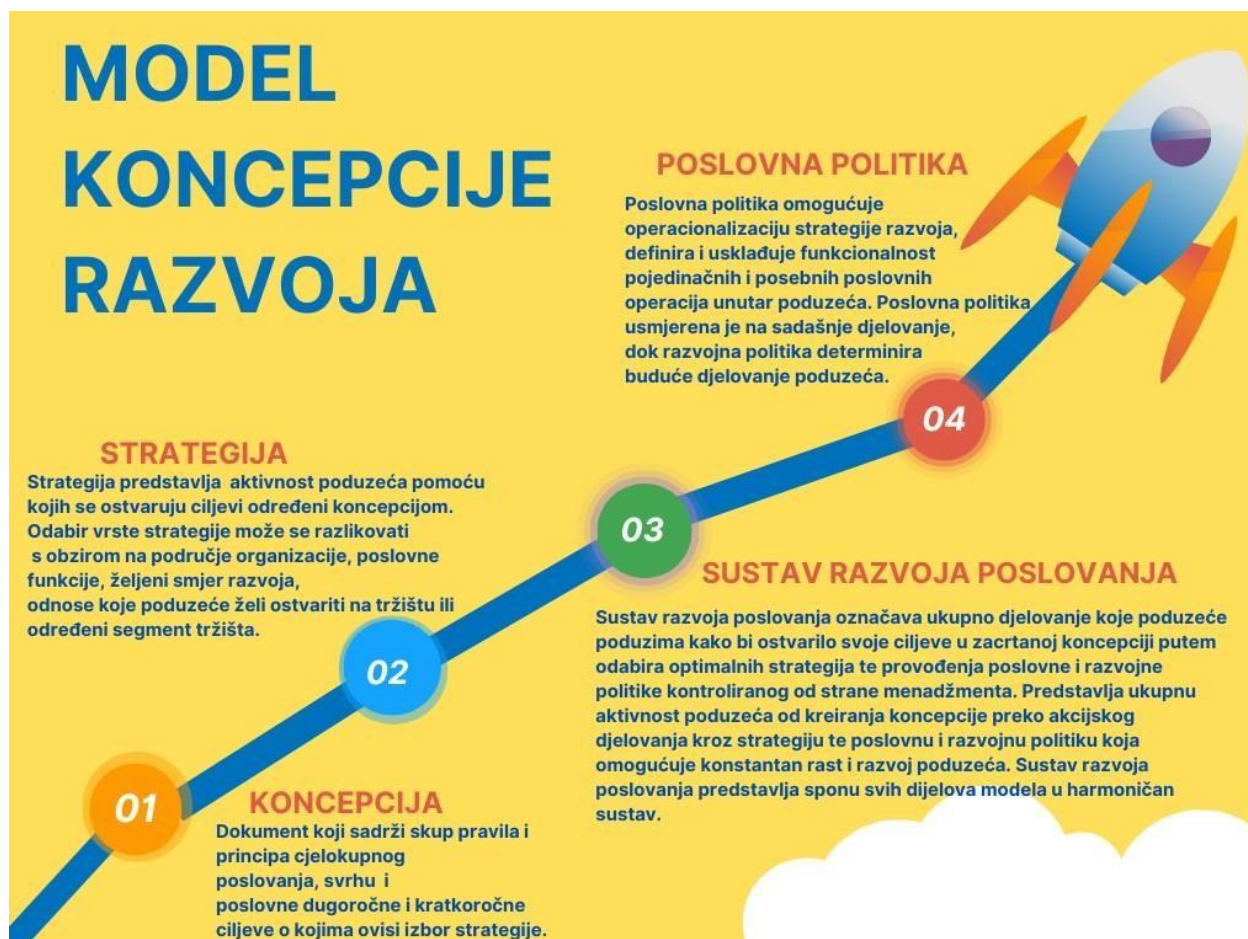 MODEL
KONCEPCIJE
RAZVOJA
POSLOVNA POLITIKA
Poslovna politika omogućuje
operacionalizaciju strategije razvoja,
definira i usklađuje funkcionalnost
pojedinačnih i posebnih poslovnih
operacija unutar poduzeća. Poslovna politika
usmjerena je na sadašnje djelovanje,
dok razvojna politika determinira
buduće djelovanje poduzeća.
04
STRATEGIJA
Strategija predstavlja aktivnost poduzeća pomoću
kojih se ostvaruju ciljevi određeni koncepcijom.
Odabir vrste strategije može se razlikovati
s obzirom na područje organizacije, poslovne
funkcije, željeni smjer razvoja,
odnose koje poduzeće želi ostvariti na tržištu ili
određeni segment tržišta.
02
03
SUSTAV RAZVOJA POSLOVANJA
Sustav razvoja poslovanja označava ukupno djelovanje koje poduzeće
poduzima kako bi ostvarilo svoje ciljeve u zacrtanoj koncepciji putem
odabira optimalnih strategija te provođenja poslovne i razvojne
politike kontroliranog od strane menadžmenta. Predstavlja ukupnu
aktivnost poduzeća od kreiranja koncepcije preko akcijskog
djelovanja kroz strategiju te poslovnu i razvojnu politiku koja
omogućuje konstantan rast i razvoj poduzeća. Sustav razvoja
poslovanja predstavlja sponu svih dijelova modela u harmoničan
sustav.
01
KONCEPCIJA
Dokument koji sadrži skup pravila i
principa cjelokupnog
poslovanja, svrhu i
poslovne dugoročne i kratkoročne
ciljeve o kojima ovisi izbor strategije.